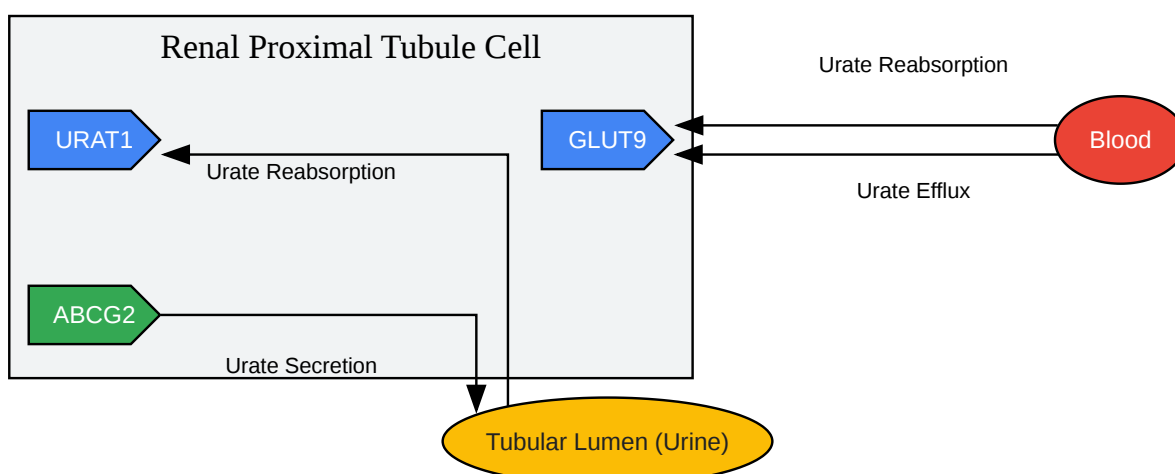 Renal Proximal Tubule Cell
Urate Reabsorption
URAT1
GLUT9
Blood
Urate Reabsorption
Urate Efflux
ABCG2
Urate Secretion
Tubular Lumen (Urine)